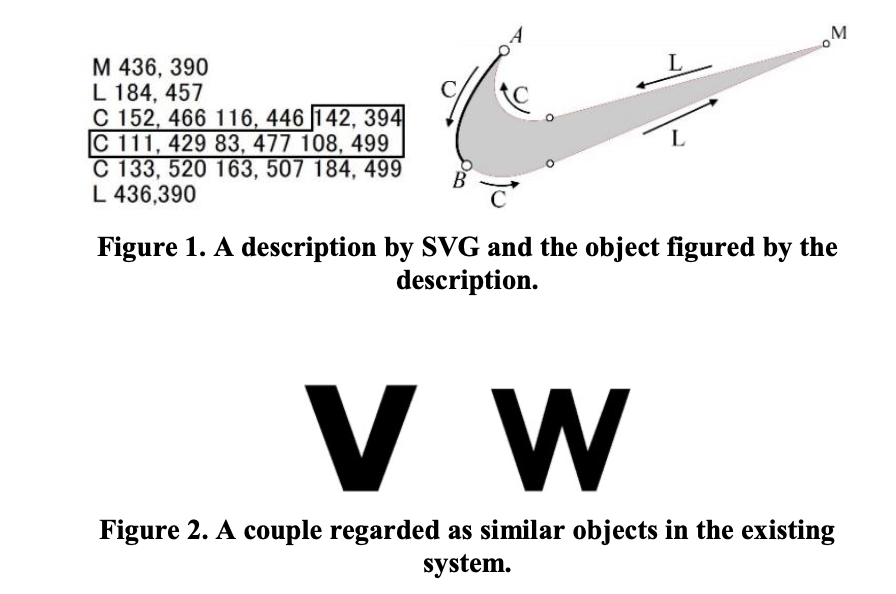 M 436, 390
L 184, 457
C 152, 466 116, 446 142, 394
C 111, 429 83, 477 108, 499
C 133, 520 163, 507 184, 499
L 436,390
A
M
L
C
C
L
B
C
Figure 1. A description by SVG and the object figured by the
description.
V W
Figure 2. A couple regarded as similar objects in the existing
system.